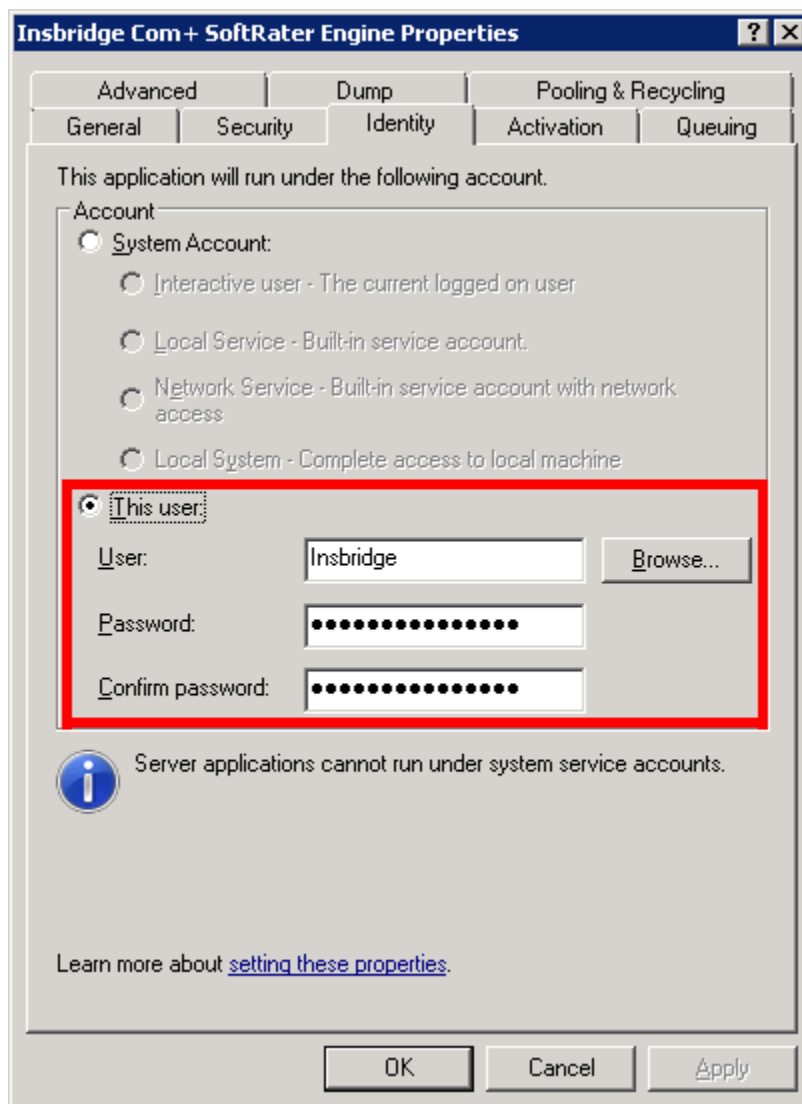 Insbridge Com+ SoftRater Engine Properties
Advanced Dump Pooling & Recycling
General Security Identity Activation Queuing
This application will run under the following account.
Account
System Account:
Interactive user - The current logged on user
Local Service - Built-in service account.
Network Service - Built-in service account with network
access
Local System - Complete access to local machine
This user:
User: Insbridge Browse...
Password: ●●●●●●●●●●●●●●●
Confirm password: ●●●●●●●●●●●●●●●
Server applications cannot run under system service accounts.
Learn more about setting these properties.
OK Cancel Apply